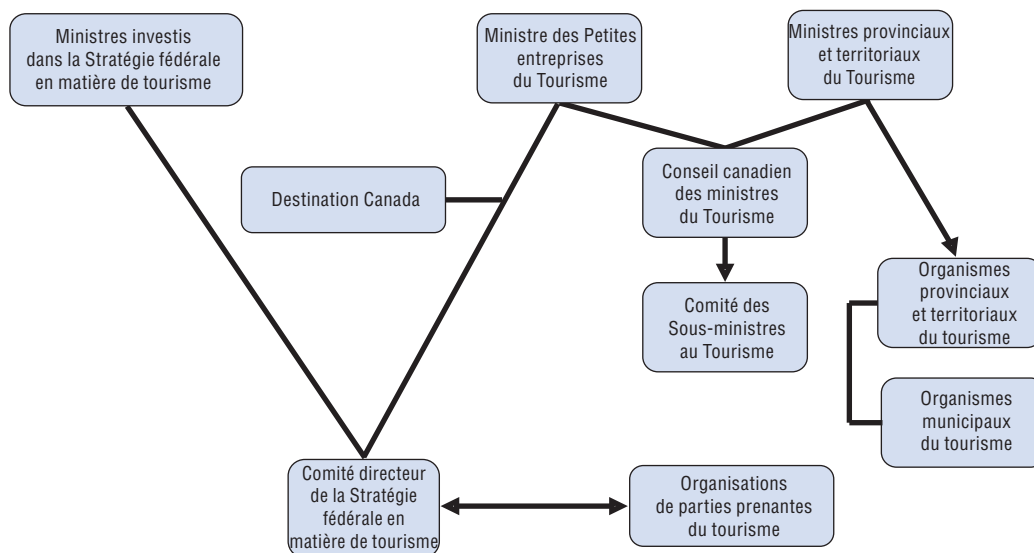 Ministres investis
dans la Stratégie fédérale
en matière de tourisme
Ministre des Petites
entreprises
du Tourisme
Ministres provinciaux
et territoriaux
du Tourisme
Destination Canada
Conseil canadien
des ministres
du Tourisme
Comité des
Sous-ministres
au Tourisme
Organismes
provinciaux
et territoriaux
du tourisme
Organismes
municipaux
du tourisme
Comité directeur
de la Stratégie
fédérale en
matière de tourisme
Organisations
de parties prenantes
du tourisme